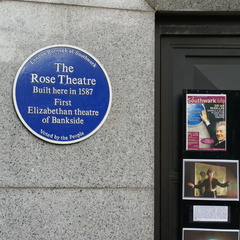 London Borough of Southwark
The
Rose Theatre
Built here in 1587
First
Elizabethan theatre
of Bankside
Voted by the People
Southwark life